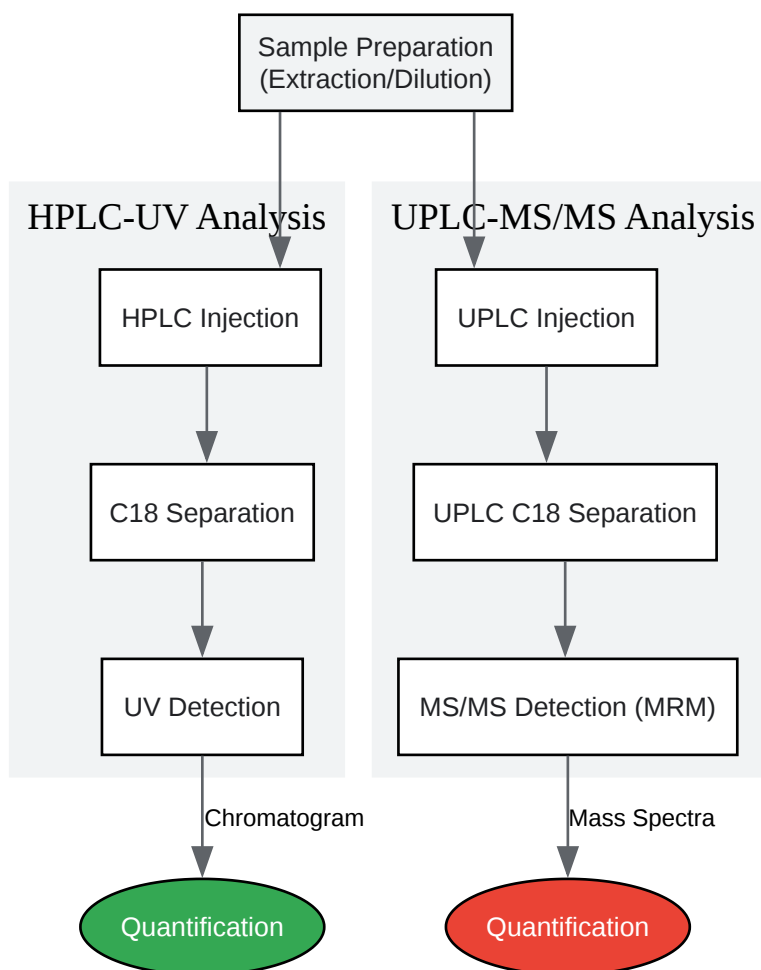 Sample Preparation
(Extraction/Dilution)
HPLC-UV Analysis
HPLC Injection
C18 Separation
UV Detection
Chromatogram
Quantification
UPLC-MS/MS Analysis
UPLC Injection
UPLC C18 Separation
MS/MS Detection (MRM)
Mass Spectra
Quantification